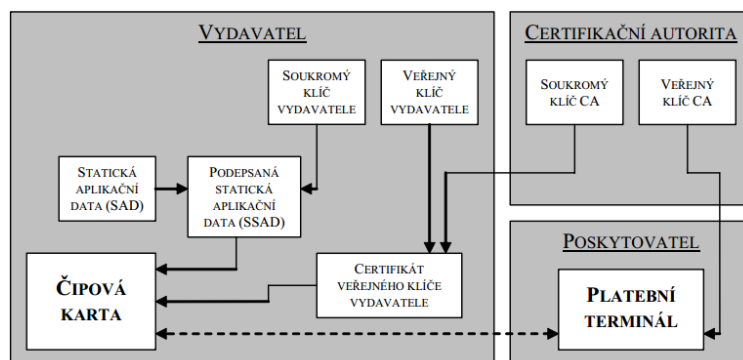 VYDAVATEL
SOUKROMÝ
KLÍČ
VYDAVATELE
VEŘEJNÝ
KLÍČ
VYDAVATELE
STATICKÁ
APLIKAČNÍ
DATA (SAD)
PODEPSANÁ
STATICKÁ
APLIKAČNÍ
DATA (SSAD)
ČIPOVÁ
KARTA
CERTIFIKÁT
VEŘEJNÉHO KLÍČE
VYDAVATELE
CERTIFIKAČNÍ AUTORITA
SOUKROMÝ
KLÍČ CA
VEŘEJNÝ
KLÍČ CA
POSKYTOVATEL
PLATEBNÍ
TERMINÁL